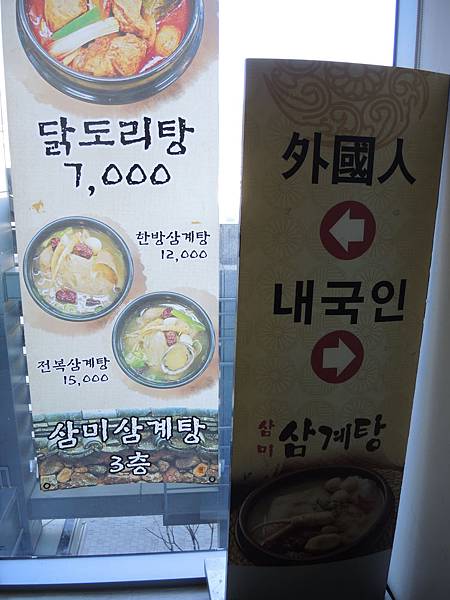 닭도리탕
7,000
한방삼계탕
12,000
전복삼계탕
15,000
삼미삼계탕
3층
外國人
내국인
삼미 삼계탕